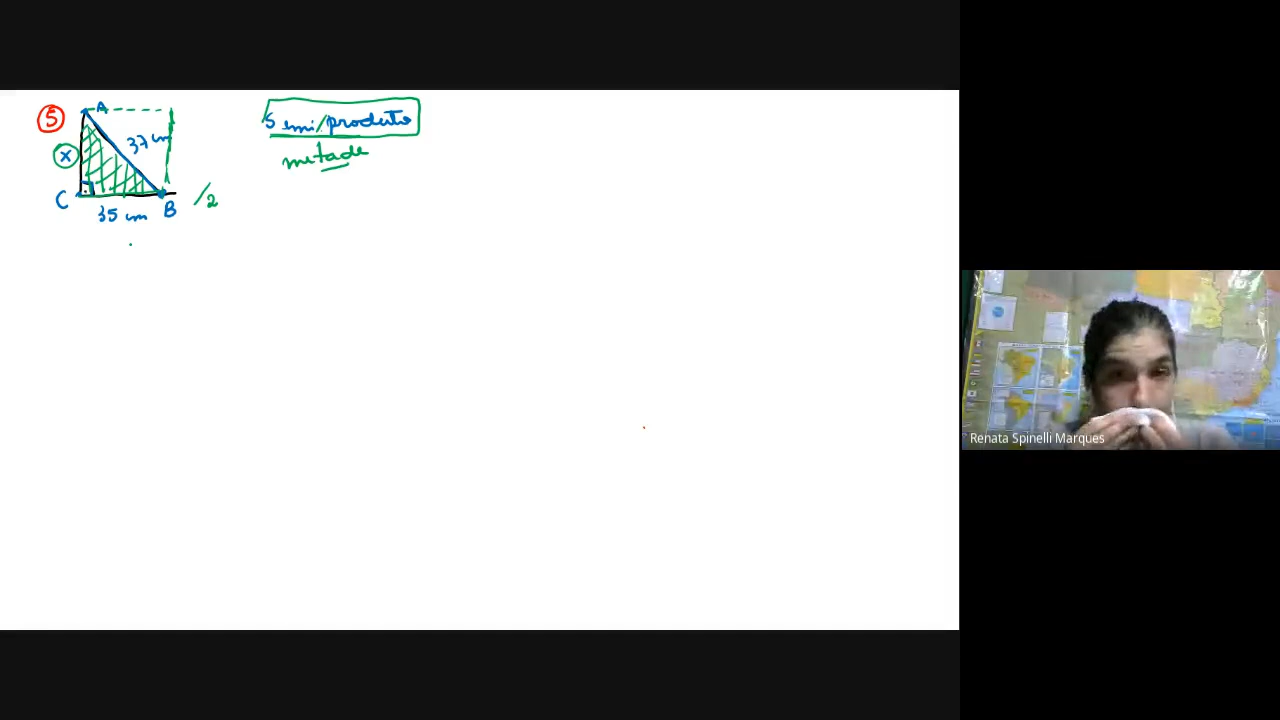 5
A
37 cm
x
C
B
35 cm
/2
Semi/produto
metade
Renata Spinelli Marques